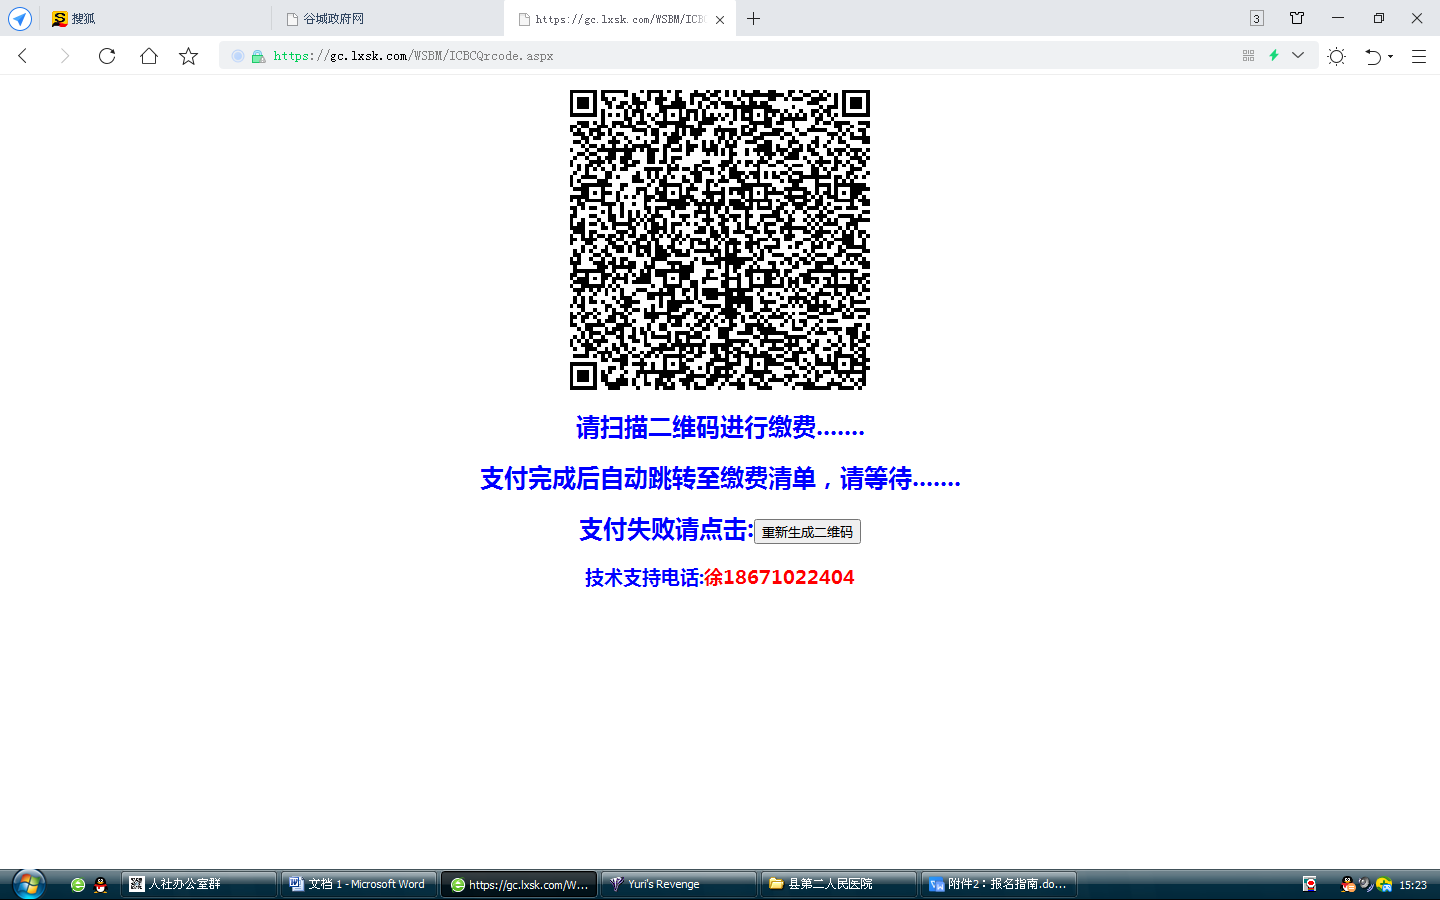 搜狐
谷城政府网
https://gc.lxsk.com/WSBM/ICBC
3
https://gc.lxsk.com/WSBM/ICBCQrcode.aspx
请扫描二维码进行缴费.......
支付完成后自动跳转至缴费清单，请等待.......
支付失败请点击:重新生成二维码
技术支持电话:徐18671022404
人社办公室群
文档 1 - Microsoft Word
https://gc.lxsk.com/W...
Yuri's Revenge
县第二人民医院
附件2：报名指南.do...
15:23